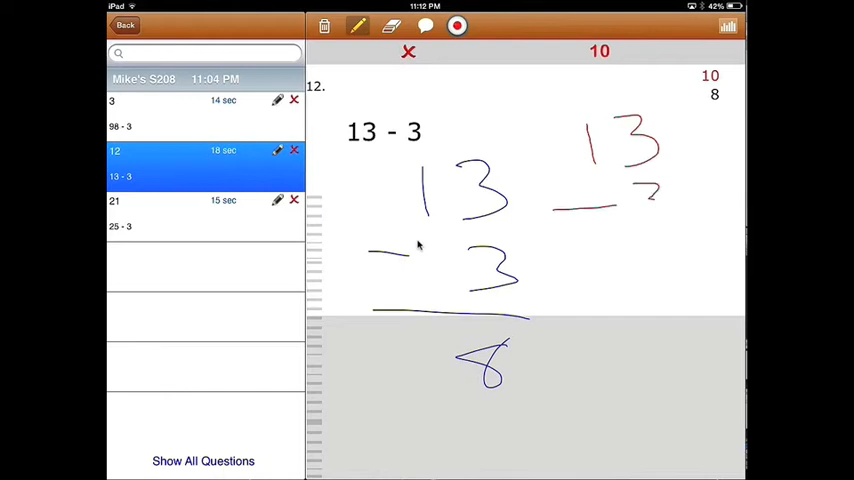 iPad
11:12 PM
42%
Back
10
Mike's S208 11:04 PM
3 14 sec
98 - 3
12 18 sec
13 - 3
21 15 sec
25 - 3
Show All Questions
12.
10
8
13 - 3
13
- 3
8
13
-